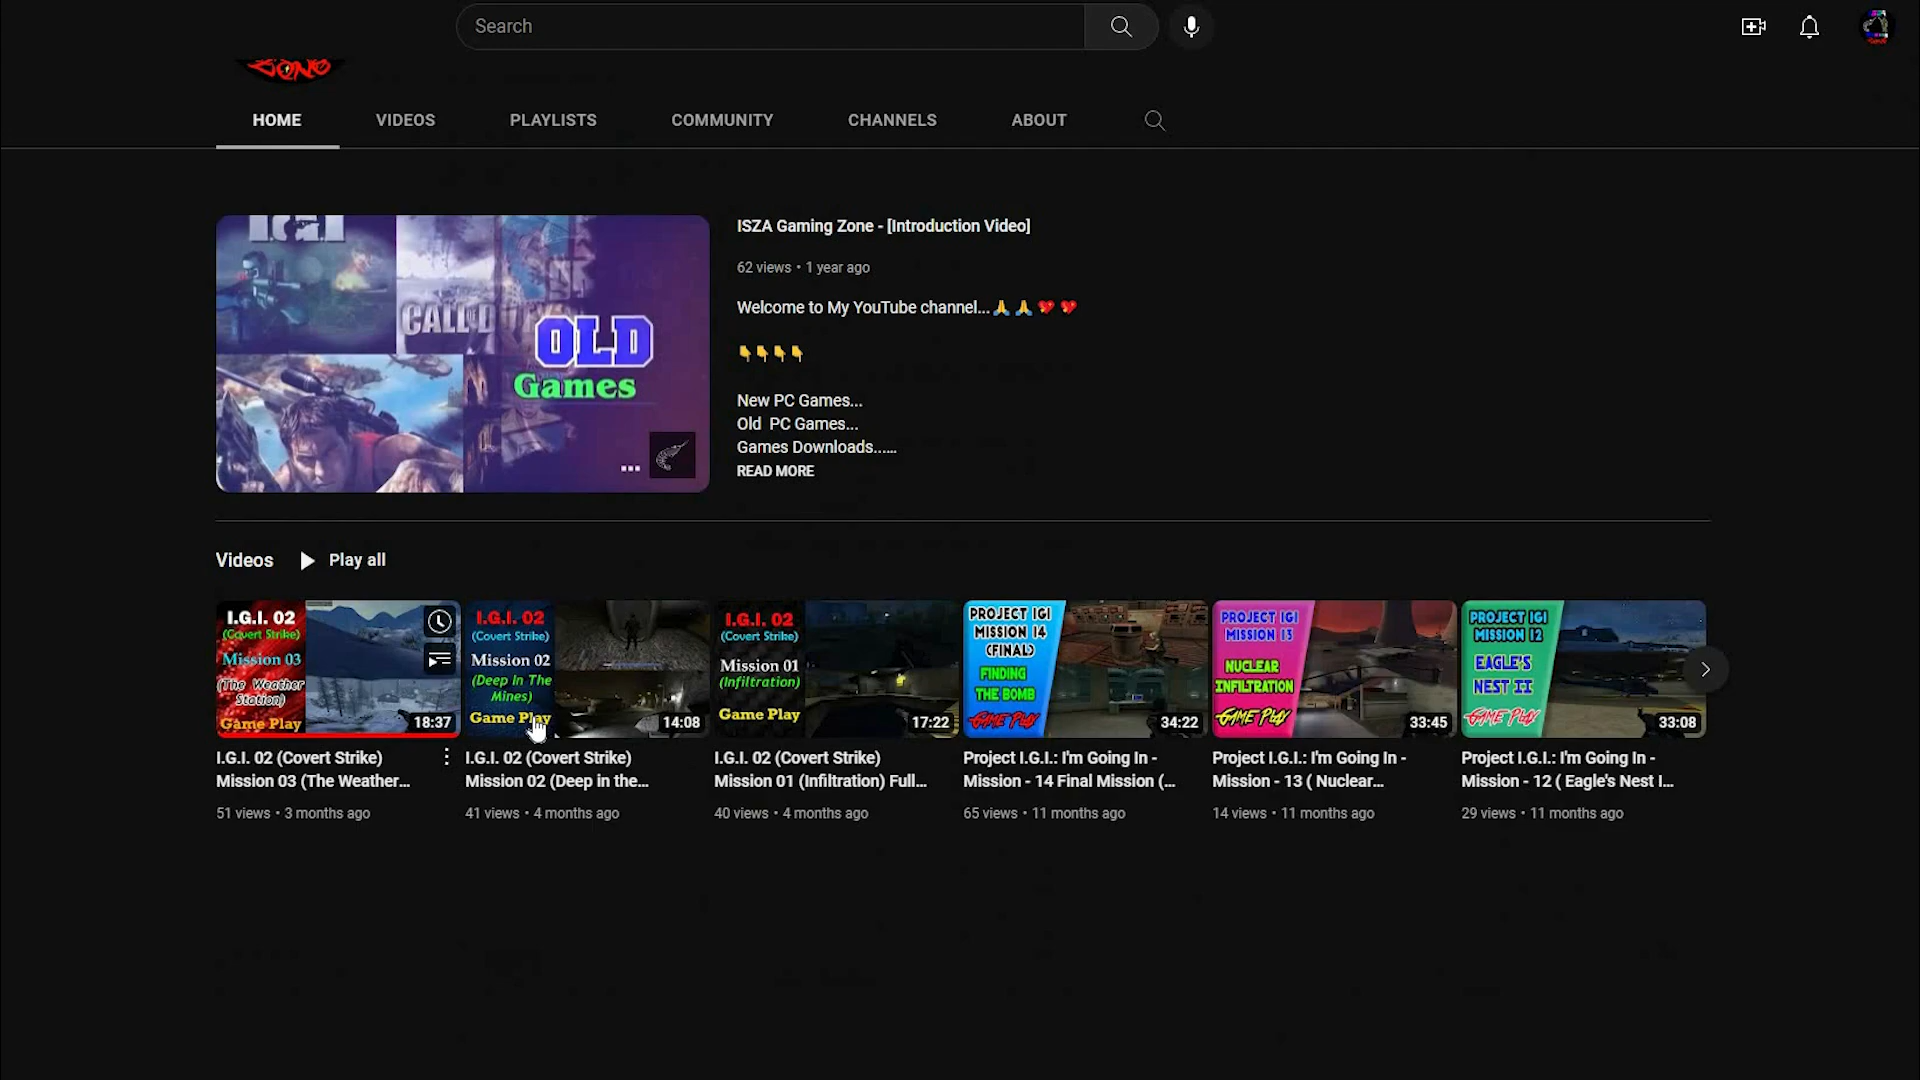 Search
ZONE
HOME
VIDEOS
PLAYLISTS
COMMUNITY
CHANNELS
ABOUT
I.G.I
CALL OF
OLD
Games
ISZA Gaming Zone - [Introduction Video]
62 views • 1 year ago
Welcome to My YouTube channel...🙏🙏💖💖
👇👇👇👇
New PC Games...
Old PC Games...
Games Downloads......
READ MORE
Videos
Play all
I.G.I. 02
(Covert Strike)
Mission 03
(The Weather
Station)
Game Play
18:37
I.G.I. 02 (Covert Strike)
Mission 03 (The Weather...
51 views • 3 months ago
I.G.I. 02
(Covert Strike)
Mission 02
(Deep In The
Mines)
Game Play
14:08
I.G.I. 02 (Covert Strike)
Mission 02 (Deep in the...
41 views • 4 months ago
I.G.I. 02
(Covert Strike)
Mission 01
(Infiltration)
Game Play
17:22
I.G.I. 02 (Covert Strike)
Mission 01 (Infiltration) Full...
40 views • 4 months ago
PROJECT IGI
MISSION 14
(FINAL)
FINDING
THE BOMB
GAME PLAY
34:22
Project I.G.I.: I'm Going In -
Mission - 14 Final Mission (...
65 views • 11 months ago
PROJECT IGI
MISSION 13
NUCLEAR
INFILTRATION
GAME PLAY
33:45
Project I.G.I.: I'm Going In -
Mission - 13 ( Nuclear...
14 views • 11 months ago
PROJECT IGI
MISSION 12
EAGLE'S
NEST II
GAME PLAY
33:08
Project I.G.I.: I'm Going In -
Mission - 12 ( Eagle's Nest I...
29 views • 11 months ago